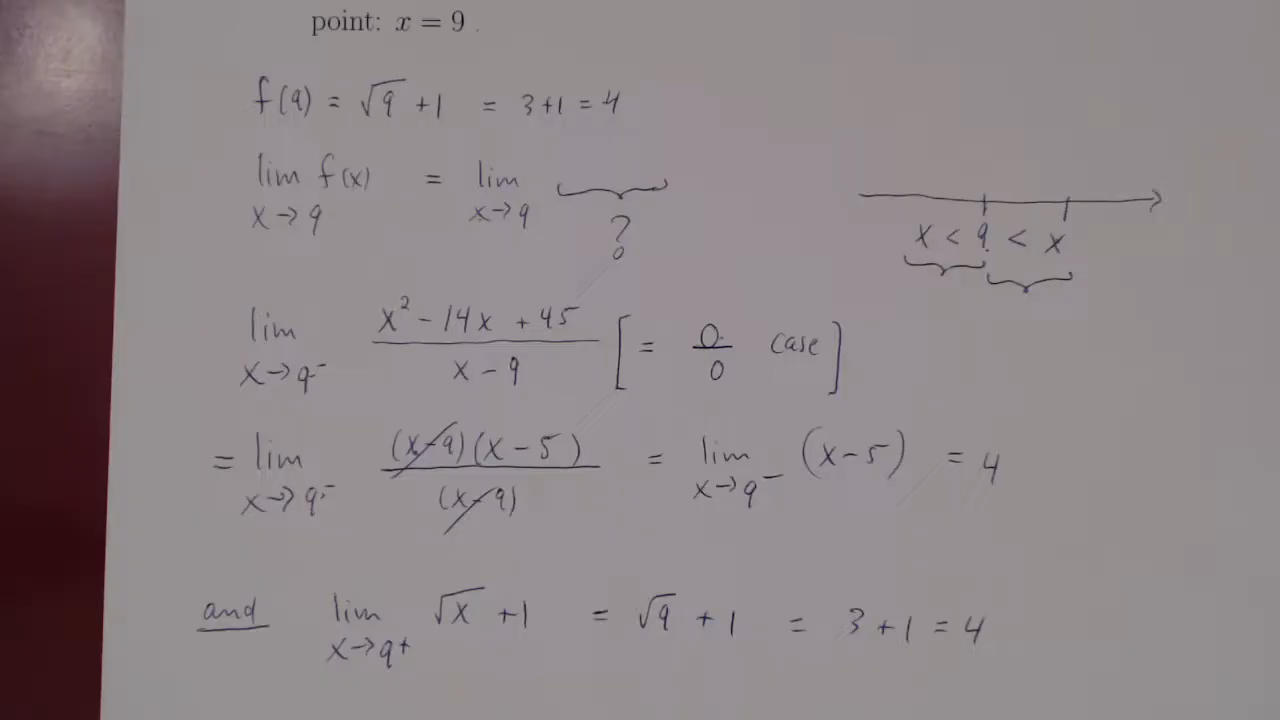 point: x = 9 .
f(9) = √9 + 1 = 3+1 = 4
lim f(x) = lim
x→9 x→9 ?
x < 9 < x
lim x² - 14x + 45 [ = 0/0 case ]
x→9⁻ x - 9
= lim (x-9)(x-5) = lim (x-5) = 4
x→9⁻ (x-9) x→9⁻
and lim √x + 1 = √9 + 1 = 3 + 1 = 4
x→9+